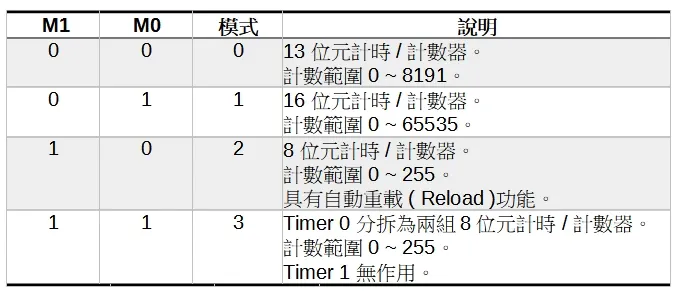 M1 M0 模式 說明
0 0 0 13 位元計時 / 計數器。
計數範圍 0 ~ 8191。
0 1 1 16 位元計時 / 計數器。
計數範圍 0 ~ 65535。
1 0 2 8 位元計時 / 計數器。
計數範圍 0 ~ 255。
具有自動重載 ( Reload )功能。
1 1 3 Timer 0 分拆為兩組 8 位元計時 / 計數器。
計數範圍 0 ~ 255。
Timer 1 無作用。